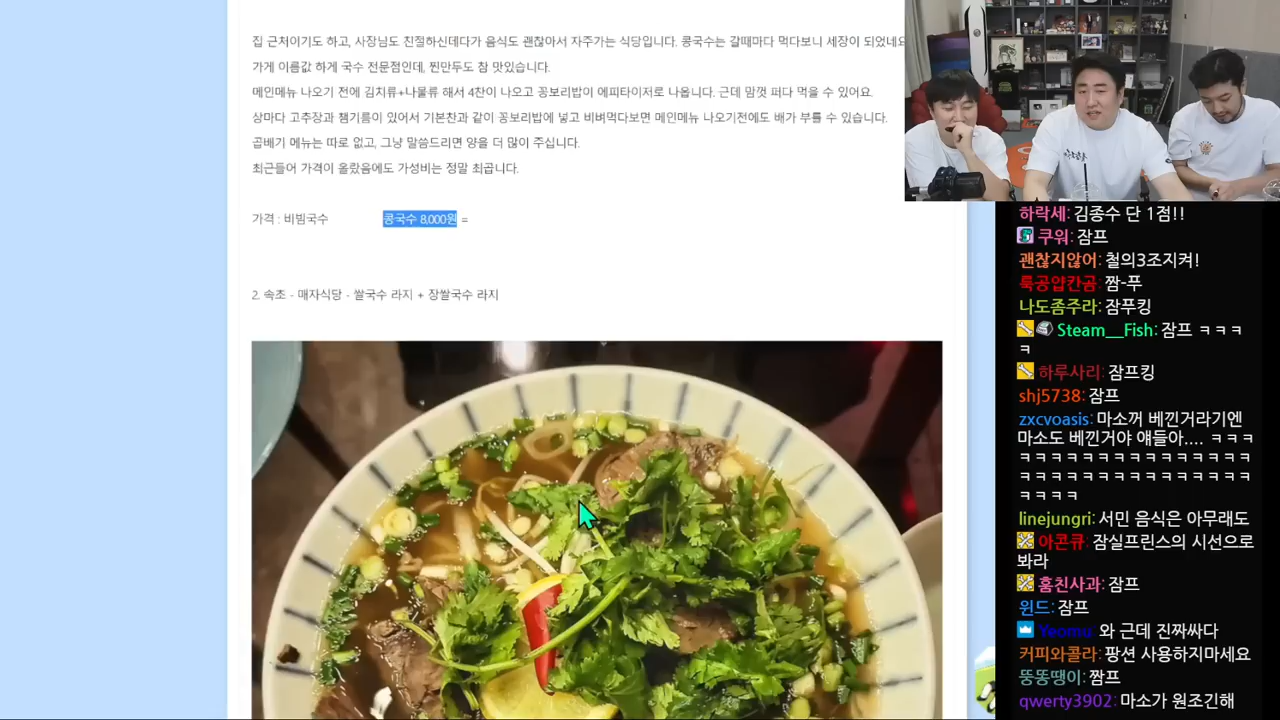 집 근처이기도 하고, 사장님도 친절하신데다가 음식도 괜찮아서 자주가는 식당입니다. 콩국수는 갈때마다 먹다보니 세장이 되었네요
가게 이름값 하게 국수 전문점인데, 찐만두도 참 맛있습니다.
메인메뉴 나오기 전에 김치류+나물류 해서 4찬이 나오고 꽁보리밥이 에피타이저로 나옵니다. 근데 맘껏 퍼다 먹을 수 있어요.
상마다 고추장과 챔기름이 있어서 기본찬과 같이 꽁보리밥에 넣고 비벼먹다보면 메인메뉴 나오기전에도 배가 부를 수 있습니다.
곱베기 메뉴는 따로 없고, 그냥 말씀드리면 양을 더 많이 주십니다.
최근들어 가격이 올랐음에도 가성비는 정말 최곱니다.
가격 : 비빔국수 콩국수 8,000원 =
2. 속초 - 매자식당 - 쌀국수 라지 + 장쌀국수 라지
하락세: 김종수 단 1점!!
쿠워: 잠프
괜찮지않어: 철의3조지켜!
룩공얍칸곰: 짬-푸
나도좀주라: 잠푸킹
Steam__Fish: 잠프 ㅋㅋㅋ
ㅋ
하루사리: 잠프킹
shj5738: 잠프
zxcvoasis: 마소꺼 베낀거라기엔
마소도 베낀거야 얘들아.... ㅋㅋㅋ
ㅋㅋㅋㅋㅋㅋㅋㅋㅋㅋㅋㅋㅋㅋㅋ
ㅋㅋㅋㅋㅋㅋㅋㅋㅋㅋㅋㅋㅋㅋㅋ
ㅋㅋㅋㅋ
linejungri: 서민 음식은 아무래도
아콘큐: 잠실프린스의 시선으로
봐라
훔친사과: 잠프
윈드: 잠프
Yeomu: 와 근데 진짜싸다
커피와콜라: 팡션 사용하지마세요
뚱똥땡이: 짬프
qwerty3902: 마소가 원조긴해